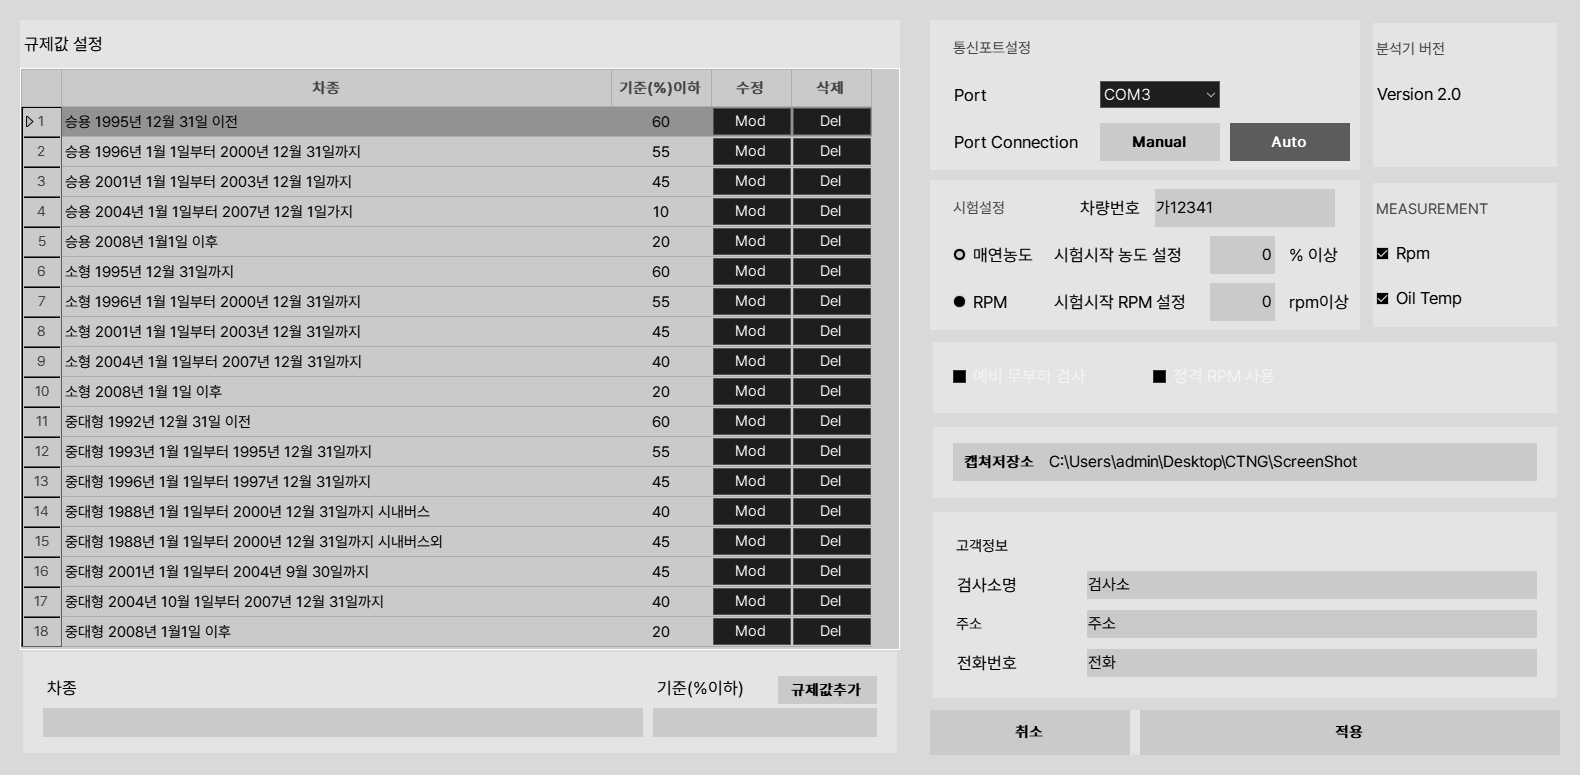 규제값 설정
차종 기준(%)이하 수정 삭제
1 승용 1995년 12월 31일 이전 60 Mod Del
2 승용 1996년 1월 1일부터 2000년 12월 31일까지 55 Mod Del
3 승용 2001년 1월 1일부터 2003년 12월 1일까지 45 Mod Del
4 승용 2004년 1월 1일부터 2007년 12월 1일가지 10 Mod Del
5 승용 2008년 1월1일 이후 20 Mod Del
6 소형 1995년 12월 31일까지 60 Mod Del
7 소형 1996년 1월 1일부터 2000년 12월 31일까지 55 Mod Del
8 소형 2001년 1월 1일부터 2003년 12월 31일까지 45 Mod Del
9 소형 2004년 1월 1일부터 2007년 12월 31일까지 40 Mod Del
10 소형 2008년 1월 1일 이후 20 Mod Del
11 중대형 1992년 12월 31일 이전 60 Mod Del
12 중대형 1993년 1월 1일부터 1995년 12월 31일까지 55 Mod Del
13 중대형 1996년 1월 1일부터 1997년 12월 31일까지 45 Mod Del
14 중대형 1988년 1월 1일부터 2000년 12월 31일까지 시내버스 40 Mod Del
15 중대형 1988년 1월 1일부터 2000년 12월 31일까지 시내버스외 45 Mod Del
16 중대형 2001년 1월 1일부터 2004년 9월 30일까지 45 Mod Del
17 중대형 2004년 10월 1일부터 2007년 12월 31일까지 40 Mod Del
18 중대형 2008년 1월1일 이후 20 Mod Del
차종 기준(%이하) 규제값추가
통신포트설정
Port COM3
Port Connection Manual Auto
분석기 버전
Version 2.0
시험설정 차량번호 가12341
매연농도 시험시작 농도 설정 0 % 이상
RPM 시험시작 RPM 설정 0 rpm이상
MEASUREMENT
Rpm
Oil Temp
예비 무부하 검사 정격 RPM 사용
캡쳐저장소 C:\Users\admin\Desktop\CTNG\ScreenShot
고객정보
검사소명 검사소
주소 주소
전화번호 전화
취소 적용